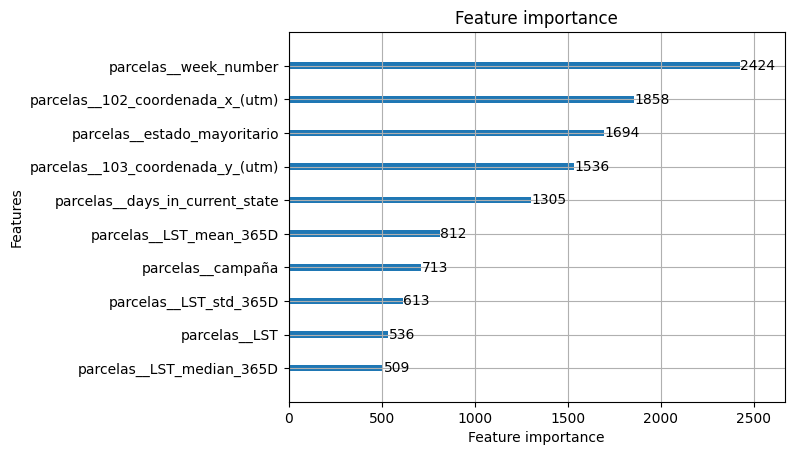 Feature importance
Features
parcelas__week_number 2424
parcelas__102_coordenada_x_(utm) 1858
parcelas__estado_mayoritario 1694
parcelas__103_coordenada_y_(utm) 1536
parcelas__days_in_current_state 1305
parcelas__LST_mean_365D 812
parcelas__campaña 713
parcelas__LST_std_365D 613
parcelas__LST 536
parcelas__LST_median_365D 509
0 500 1000 1500 2000 2500
Feature importance